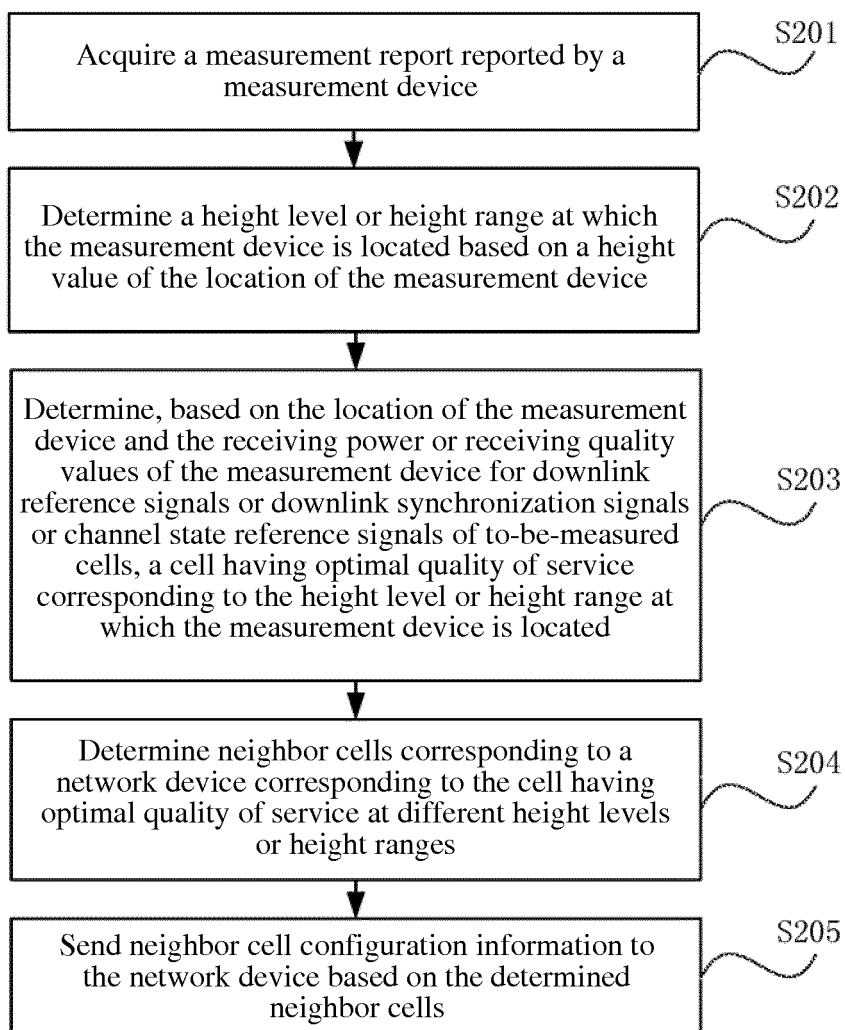 Acquire a measurement report reported by a
measurement device
S201
Determine a height level or height range at which
the measurement device is located based on a height
value of the location of the measurement device
S202
Determine, based on the location of the measurement
device and the receiving power or receiving quality
values of the measurement device for downlink
reference signals or downlink synchronization signals
or channel state reference signals of to-be-measured
cells, a cell having optimal quality of service
corresponding to the height level or height range at
which the measurement device is located
S203
Determine neighbor cells corresponding to a
network device corresponding to the cell having
optimal quality of service at different height levels
or height ranges
S204
Send neighbor cell configuration information to
the network device based on the determined
neighbor cells
S205